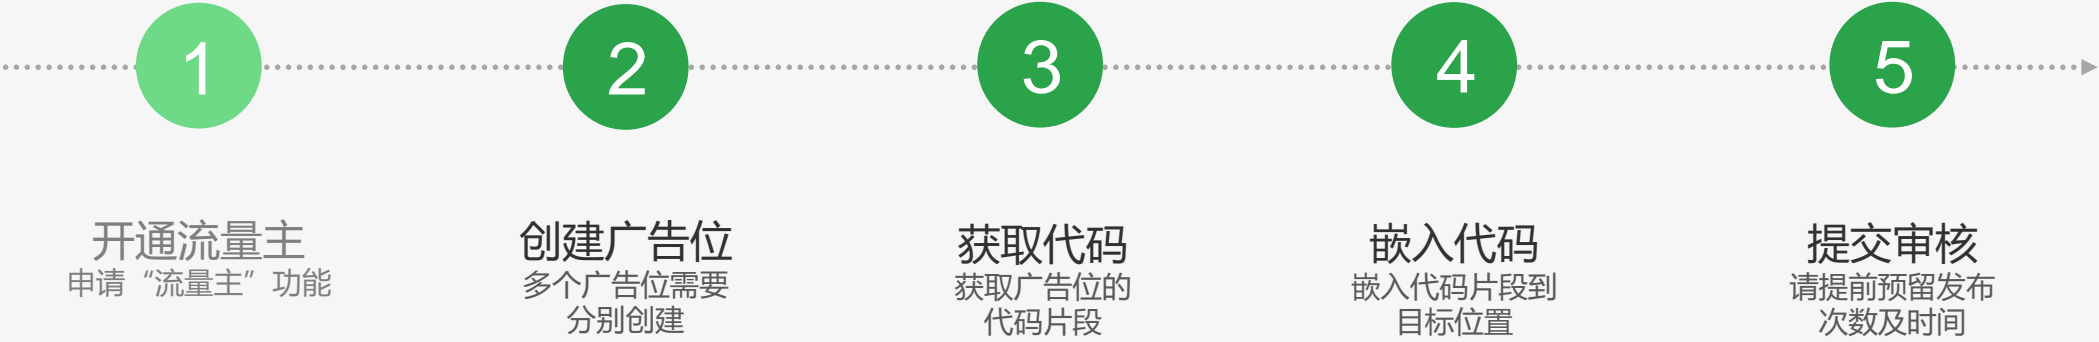 1
2
3
4
5
开通流量主
申请“流量主”功能
创建广告位
多个广告位需要
分别创建
获取代码
获取广告位的
代码片段
嵌入代码
嵌入代码片段到
目标位置
提交审核
请提前预留发布
次数及时间